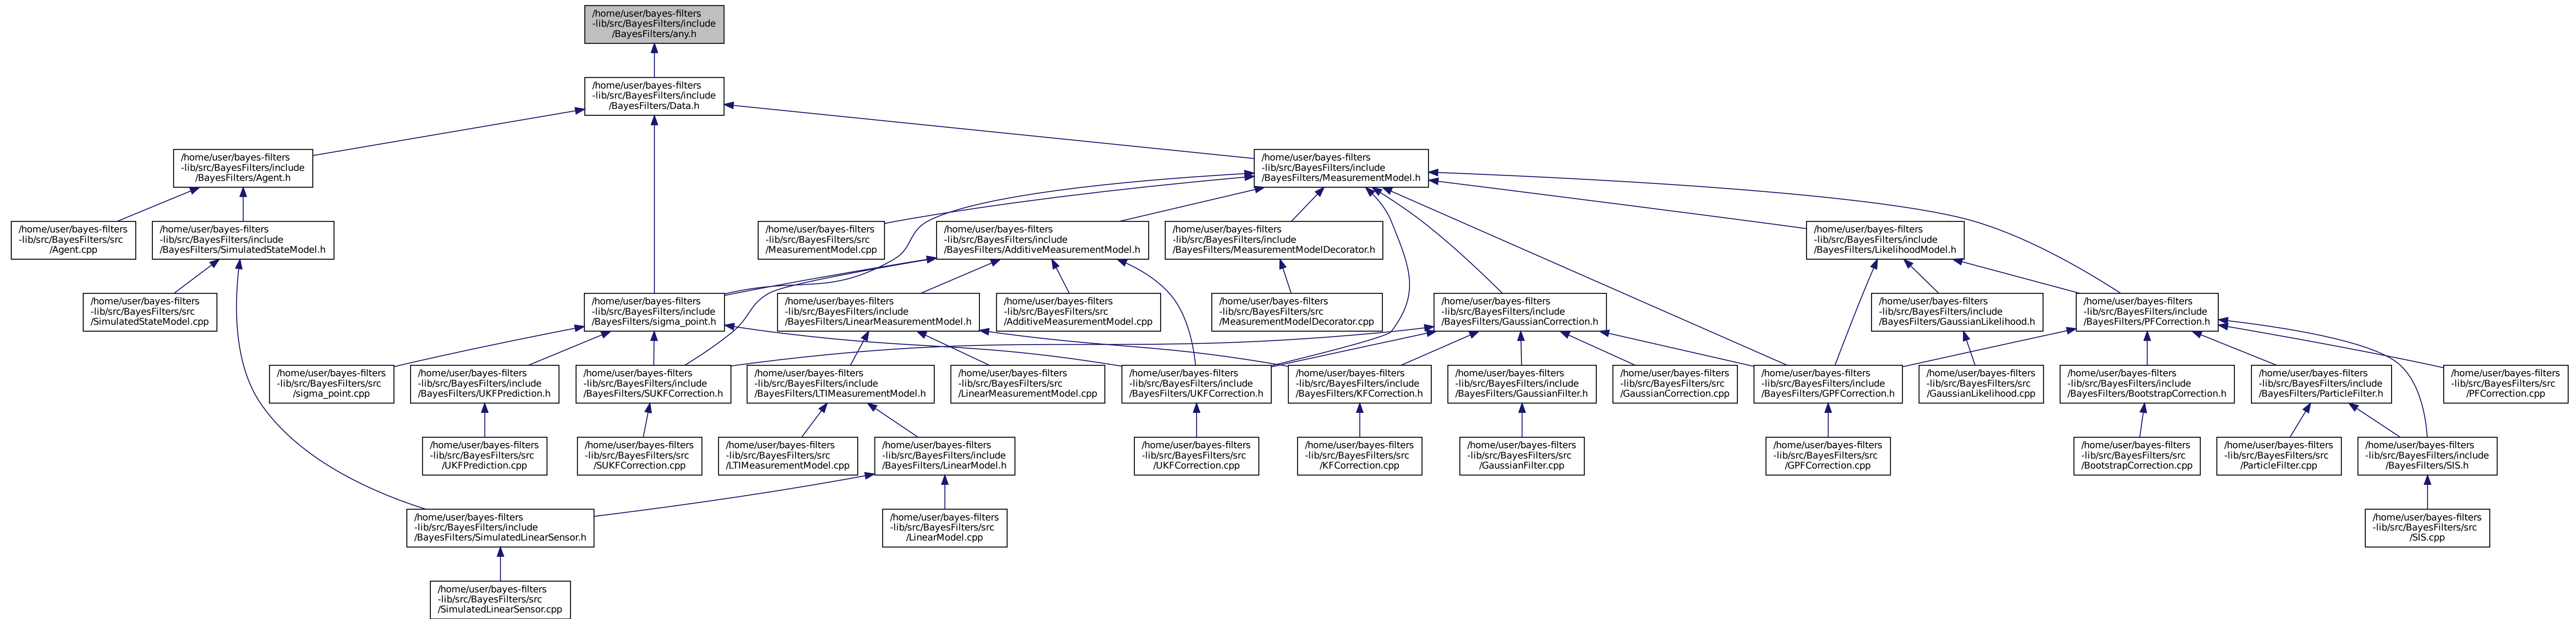 /home/user/bayes-filters
-lib/src/BayesFilters/include
/BayesFilters/any.h
/home/user/bayes-filters
-lib/src/BayesFilters/include
/BayesFilters/Data.h
/home/user/bayes-filters
-lib/src/BayesFilters/include
/BayesFilters/Agent.h
/home/user/bayes-filters
-lib/src/BayesFilters/include
/BayesFilters/MeasurementModel.h
/home/user/bayes-filters
-lib/src/BayesFilters/src
/Agent.cpp
/home/user/bayes-filters
-lib/src/BayesFilters/include
/BayesFilters/SimulatedStateModel.h
/home/user/bayes-filters
-lib/src/BayesFilters/src
/MeasurementModel.cpp
/home/user/bayes-filters
-lib/src/BayesFilters/include
/BayesFilters/AdditiveMeasurementModel.h
/home/user/bayes-filters
-lib/src/BayesFilters/include
/BayesFilters/MeasurementModelDecorator.h
/home/user/bayes-filters
-lib/src/BayesFilters/include
/BayesFilters/LikelihoodModel.h
/home/user/bayes-filters
-lib/src/BayesFilters/src
/SimulatedStateModel.cpp
/home/user/bayes-filters
-lib/src/BayesFilters/include
/BayesFilters/sigma_point.h
/home/user/bayes-filters
-lib/src/BayesFilters/include
/BayesFilters/LinearMeasurementModel.h
/home/user/bayes-filters
-lib/src/BayesFilters/src
/AdditiveMeasurementModel.cpp
/home/user/bayes-filters
-lib/src/BayesFilters/src
/MeasurementModelDecorator.cpp
/home/user/bayes-filters
-lib/src/BayesFilters/include
/BayesFilters/GaussianCorrection.h
/home/user/bayes-filters
-lib/src/BayesFilters/include
/BayesFilters/GaussianLikelihood.h
/home/user/bayes-filters
-lib/src/BayesFilters/include
/BayesFilters/PFCorrection.h
/home/user/bayes-filters
-lib/src/BayesFilters/src
/sigma_point.cpp
/home/user/bayes-filters
-lib/src/BayesFilters/include
/BayesFilters/UKFPrediction.h
/home/user/bayes-filters
-lib/src/BayesFilters/include
/BayesFilters/SUKFCorrection.h
/home/user/bayes-filters
-lib/src/BayesFilters/include
/BayesFilters/LTIMeasurementModel.h
/home/user/bayes-filters
-lib/src/BayesFilters/src
/LinearMeasurementModel.cpp
/home/user/bayes-filters
-lib/src/BayesFilters/include
/BayesFilters/UKFCorrection.h
/home/user/bayes-filters
-lib/src/BayesFilters/include
/BayesFilters/KFCorrection.h
/home/user/bayes-filters
-lib/src/BayesFilters/include
/BayesFilters/GaussianFilter.h
/home/user/bayes-filters
-lib/src/BayesFilters/src
/GaussianCorrection.cpp
/home/user/bayes-filters
-lib/src/BayesFilters/include
/BayesFilters/GPFCorrection.h
/home/user/bayes-filters
-lib/src/BayesFilters/src
/GaussianLikelihood.cpp
/home/user/bayes-filters
-lib/src/BayesFilters/include
/BayesFilters/BootstrapCorrection.h
/home/user/bayes-filters
-lib/src/BayesFilters/include
/BayesFilters/ParticleFilter.h
/home/user/bayes-filters
-lib/src/BayesFilters/src
/PFCorrection.cpp
/home/user/bayes-filters
-lib/src/BayesFilters/src
/UKFPrediction.cpp
/home/user/bayes-filters
-lib/src/BayesFilters/src
/SUKFCorrection.cpp
/home/user/bayes-filters
-lib/src/BayesFilters/src
/LTIMeasurementModel.cpp
/home/user/bayes-filters
-lib/src/BayesFilters/include
/BayesFilters/LinearModel.h
/home/user/bayes-filters
-lib/src/BayesFilters/src
/UKFCorrection.cpp
/home/user/bayes-filters
-lib/src/BayesFilters/src
/KFCorrection.cpp
/home/user/bayes-filters
-lib/src/BayesFilters/src
/GaussianFilter.cpp
/home/user/bayes-filters
-lib/src/BayesFilters/src
/GPFCorrection.cpp
/home/user/bayes-filters
-lib/src/BayesFilters/src
/BootstrapCorrection.cpp
/home/user/bayes-filters
-lib/src/BayesFilters/src
/ParticleFilter.cpp
/home/user/bayes-filters
-lib/src/BayesFilters/include
/BayesFilters/SIS.h
/home/user/bayes-filters
-lib/src/BayesFilters/include
/BayesFilters/SimulatedLinearSensor.h
/home/user/bayes-filters
-lib/src/BayesFilters/src
/LinearModel.cpp
/home/user/bayes-filters
-lib/src/BayesFilters/src
/SIS.cpp
/home/user/bayes-filters
-lib/src/BayesFilters/src
/SimulatedLinearSensor.cpp